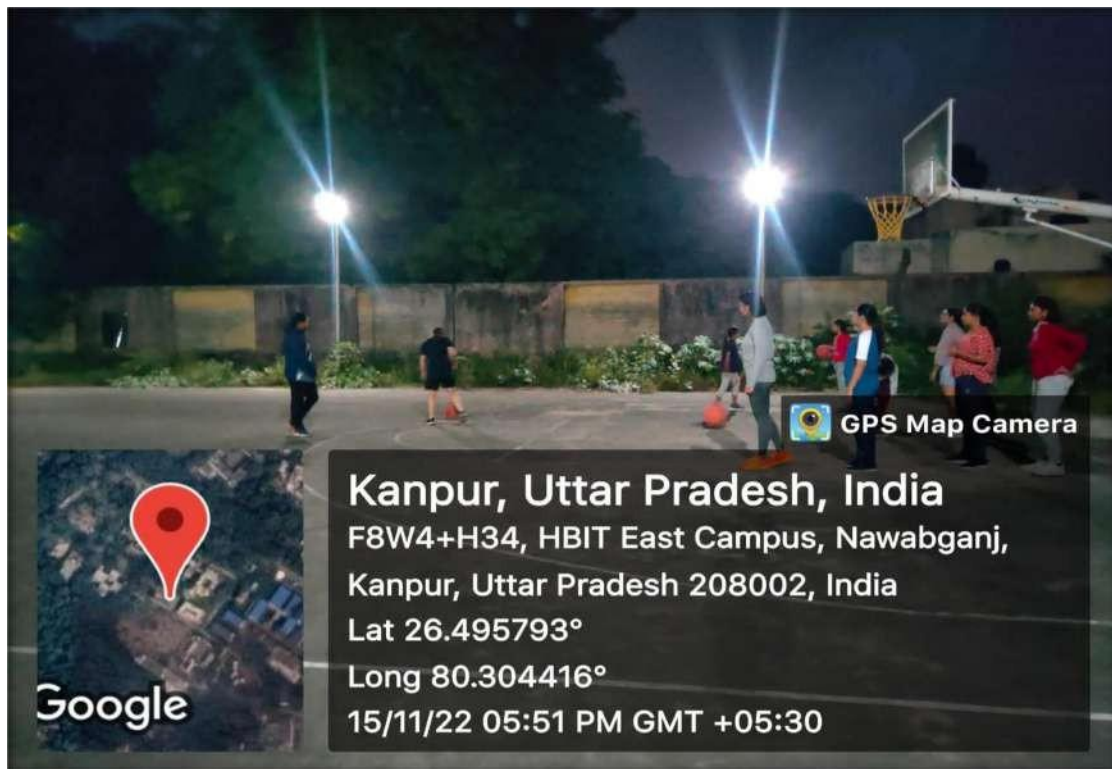 GPS Map Camera
Kanpur, Uttar Pradesh, India
F8W4+H34, HBIT East Campus, Nawabganj,
Kanpur, Uttar Pradesh 208002, India
Lat 26.495793°
Long 80.304416°
15/11/22 05:51 PM GMT +05:30
Google